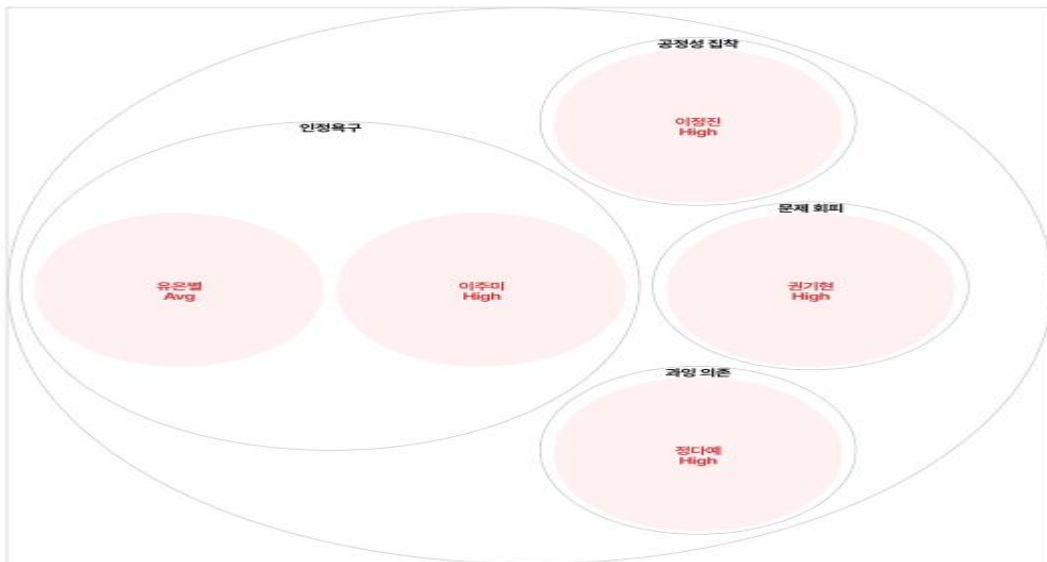 공정성 집착
이정진
High
인정욕구
유은별
Avg
이주미
High
문제 회피
권기현
High
과잉 의존
정다예
High